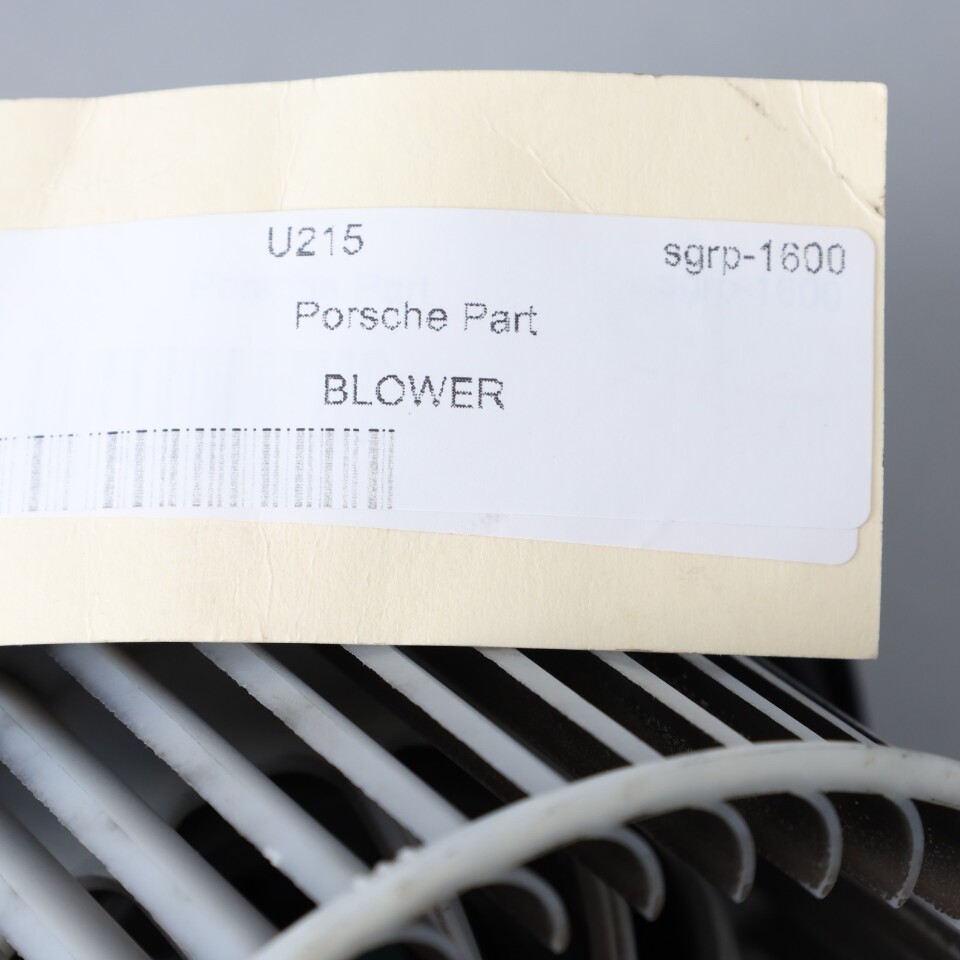 U215 sgrp-1600
Porsche Part
BLOWER